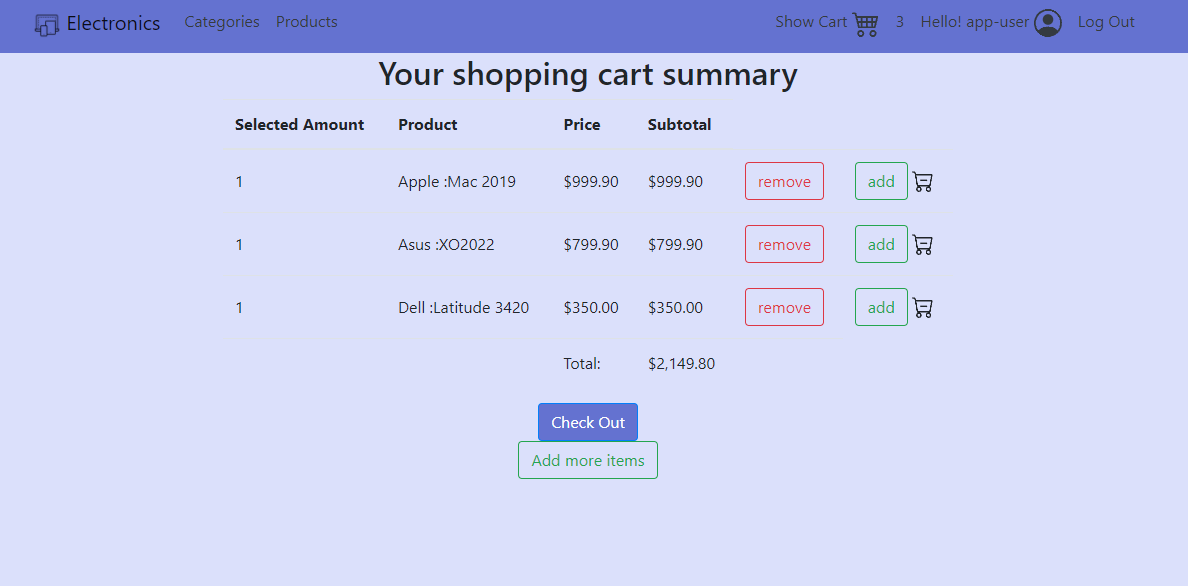 Electronics Categories Products Show Cart 3 Hello! app-user Log Out
Your shopping cart summary
Selected Amount Product Price Subtotal
1 Apple :Mac 2019 $999.90 $999.90 remove add
1 Asus :XO2022 $799.90 $799.90 remove add
1 Dell :Latitude 3420 $350.00 $350.00 remove add
Total: $2,149.80
Check Out
Add more items